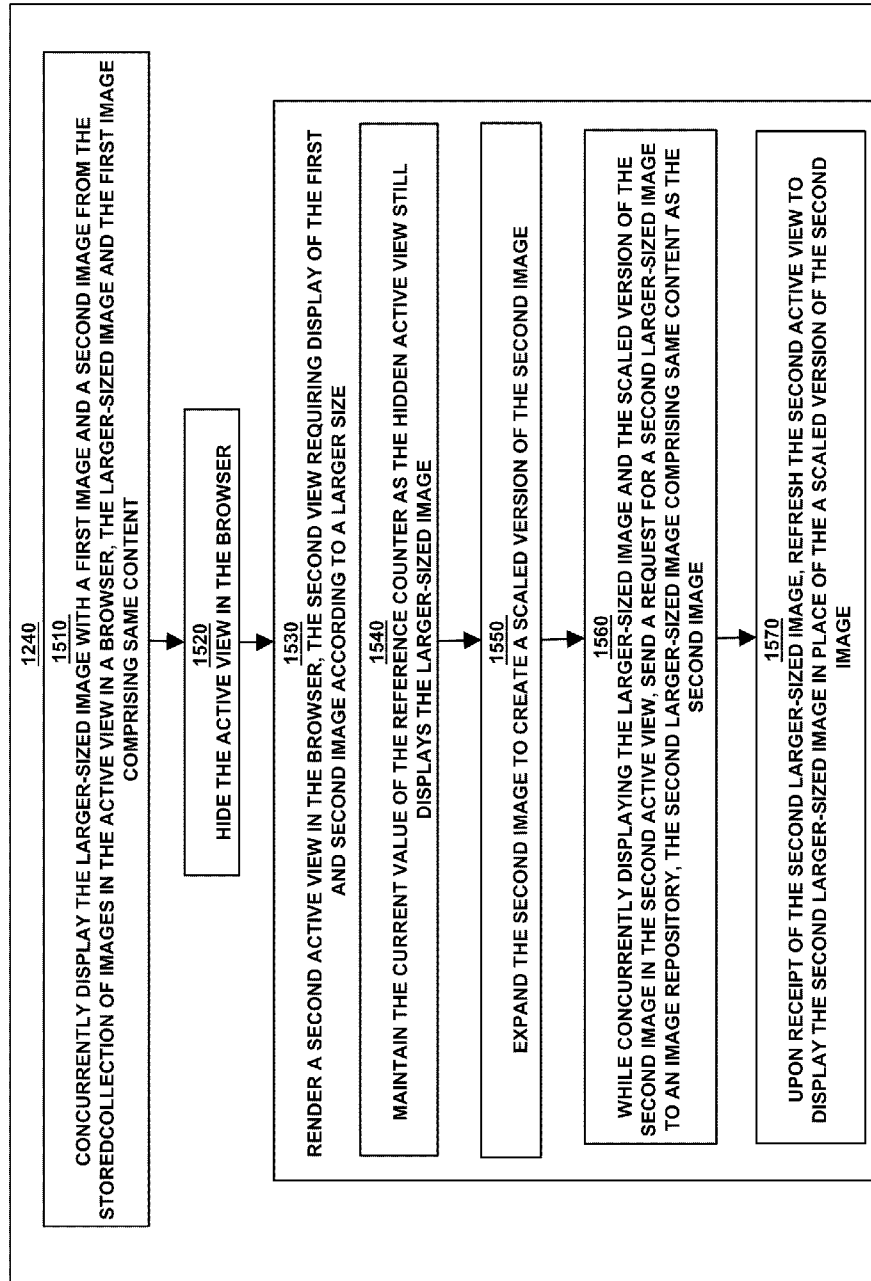 1240
1510
CONCURRENTLY DISPLAY THE LARGER-SIZED IMAGE WITH A FIRST IMAGE AND A SECOND IMAGE FROM THE
STOREDCOLLECTION OF IMAGES IN THE ACTIVE VIEW IN A BROWSER, THE LARGER-SIZED IMAGE AND THE FIRST IMAGE
COMPRISING SAME CONTENT
1520
HIDE THE ACTIVE VIEW IN THE BROWSER
1530
RENDER A SECOND ACTIVE VIEW IN THE BROWSER, THE SECOND VIEW REQUIRING DISPLAY OF THE FIRST
AND SECOND IMAGE ACCORDING TO A LARGER SIZE
1540
MAINTAIN THE CURRENT VALUE OF THE REFERENCE COUNTER AS THE HIDDEN ACTIVE VIEW STILL
DISPLAYS THE LARGER-SIZED IMAGE
1550
EXPAND THE SECOND IMAGE TO CREATE A SCALED VERSION OF THE SECOND IMAGE
1560
WHILE CONCURRENTLY DISPLAYING THE LARGER-SIZED IMAGE AND THE SCALED VERSION OF THE
SECOND IMAGE IN THE SECOND ACTIVE VIEW, SEND A REQUEST FOR A SECOND LARGER-SIZED IMAGE
TO AN IMAGE REPOSITORY, THE SECOND LARGER-SIZED IMAGE COMPRISING SAME CONTENT AS THE
SECOND IMAGE
1570
UPON RECEIPT OF THE SECOND LARGER-SIZED IMAGE, REFRESH THE SECOND ACTIVE VIEW TO
DISPLAY THE SECOND LARGER-SIZED IMAGE IN PLACE OF THE A SCALED VERSION OF THE SECOND
IMAGE